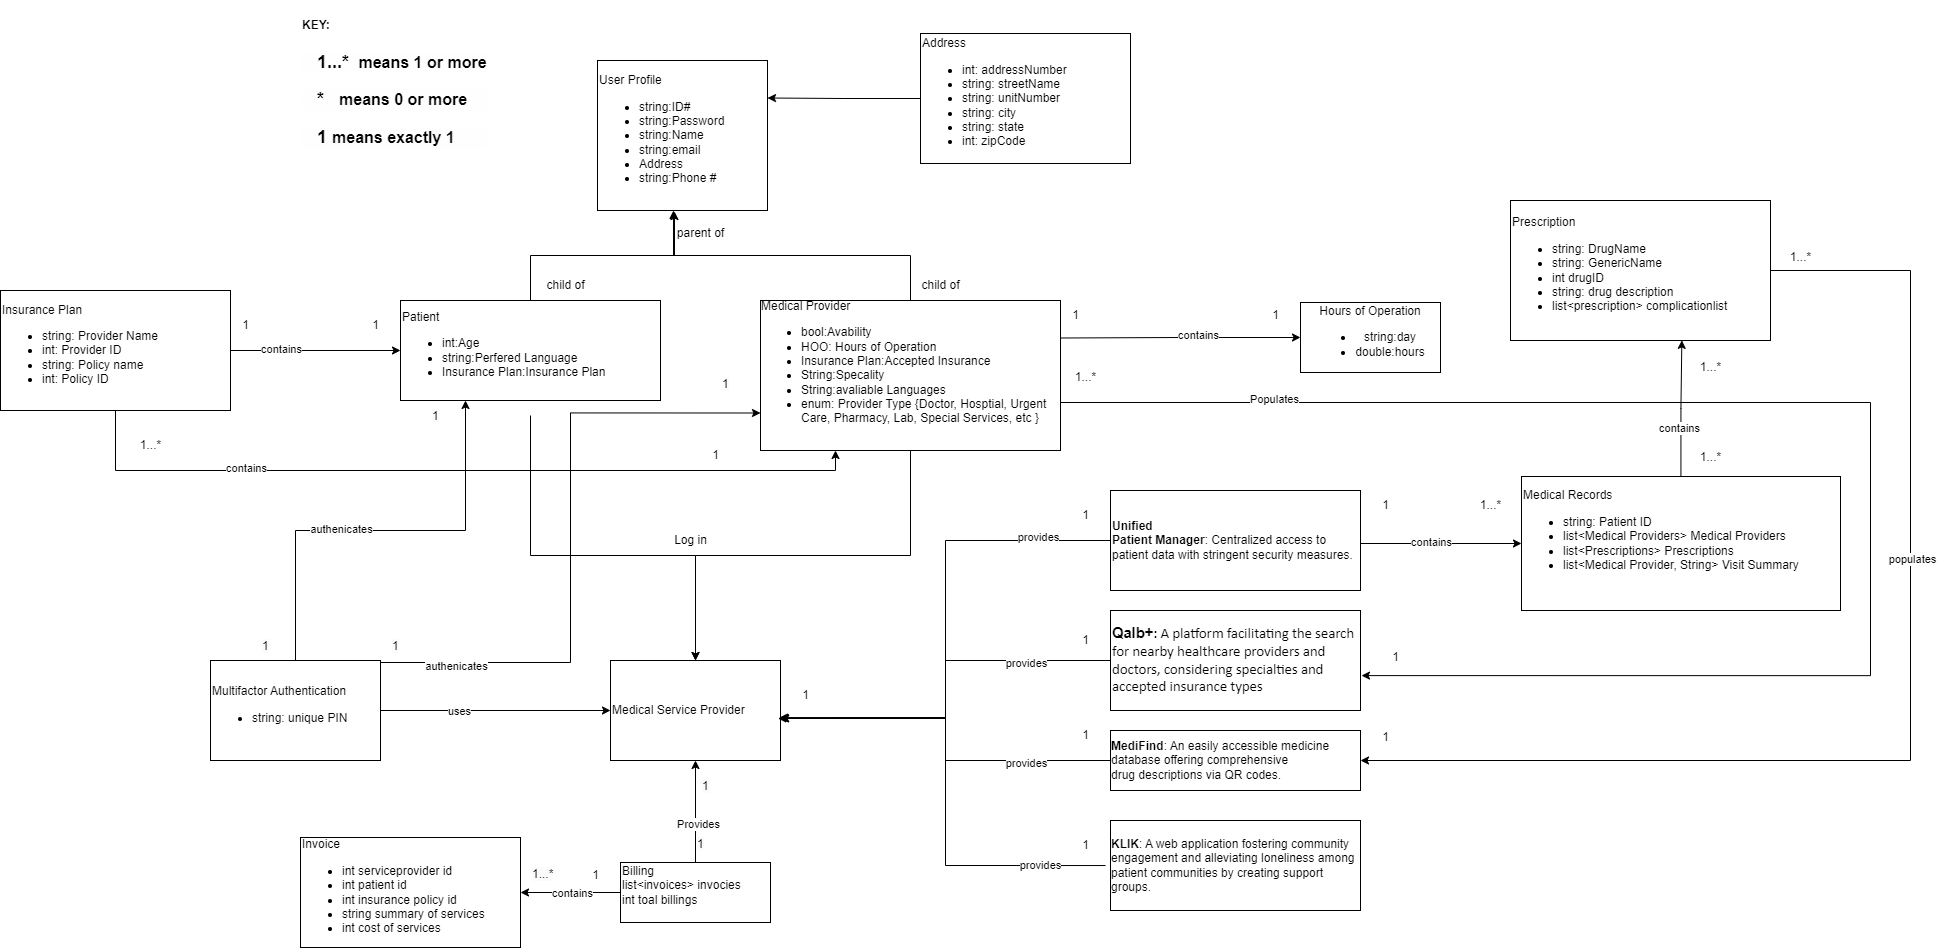 KEY:
1...* means 1 or more
* means 0 or more
1 means exactly 1
User Profile
string:ID#
string:Password
string:Name
string:email
Address
string:Phone #
Address
int: addressNumber
string: streetName
string: unitNumber
string: city
string: state
int: zipCode
parent of
child of
child of
Insurance Plan
string: Provider Name
int: Provider ID
string: Policy name
int: Policy ID
1
1
contains
Patient
int:Age
string:Perfered Language
Insurance Plan:Insurance Plan
Medical Provider
bool:Avability
HOO: Hours of Operation
Insurance Plan:Accepted Insurance
String:Specality
String:avaliable Languages
enum: Provider Type {Doctor, Hosptial, Urgent
Care, Pharmacy, Lab, Special Services, etc }
1
1
contains
Hours of Operation
string:day
double:hours
Prescription
string: DrugName
string: GenericName
int drugID
string: drug description
list<prescription> complicationlist
1...*
1...*
contains
1...*
1...*
Populates
populates
1
1
1...*
contains
1
authenicates
Log in
Unified
Patient Manager: Centralized access to
patient data with stringent security measures.
1
provides
1
1...*
contains
Medical Records
string: Patient ID
list<Medical Providers> Medical Providers
list<Prescriptions> Prescriptions
list<Medical Provider, String> Visit Summary
1
1
authenicates
Multifactor Authentication
string: unique PIN
uses
Medical Service Provider
1
1
provides
Qalb+: A platform facilitating the search
for nearby healthcare providers and
doctors, considering specialties and
accepted insurance types
1
1
provides
MediFind: An easily accessible medicine
database offering comprehensive
drug descriptions via QR codes.
1
1
provides
KLIK: A web application fostering community
engagement and alleviating loneliness among
patient communities by creating support
groups.
1
Provides
1
Invoice
int serviceprovider id
int patient id
int insurance policy id
string summary of services
int cost of services
1...*
1
contains
Billing
list<invoices> invocies
int toal billings